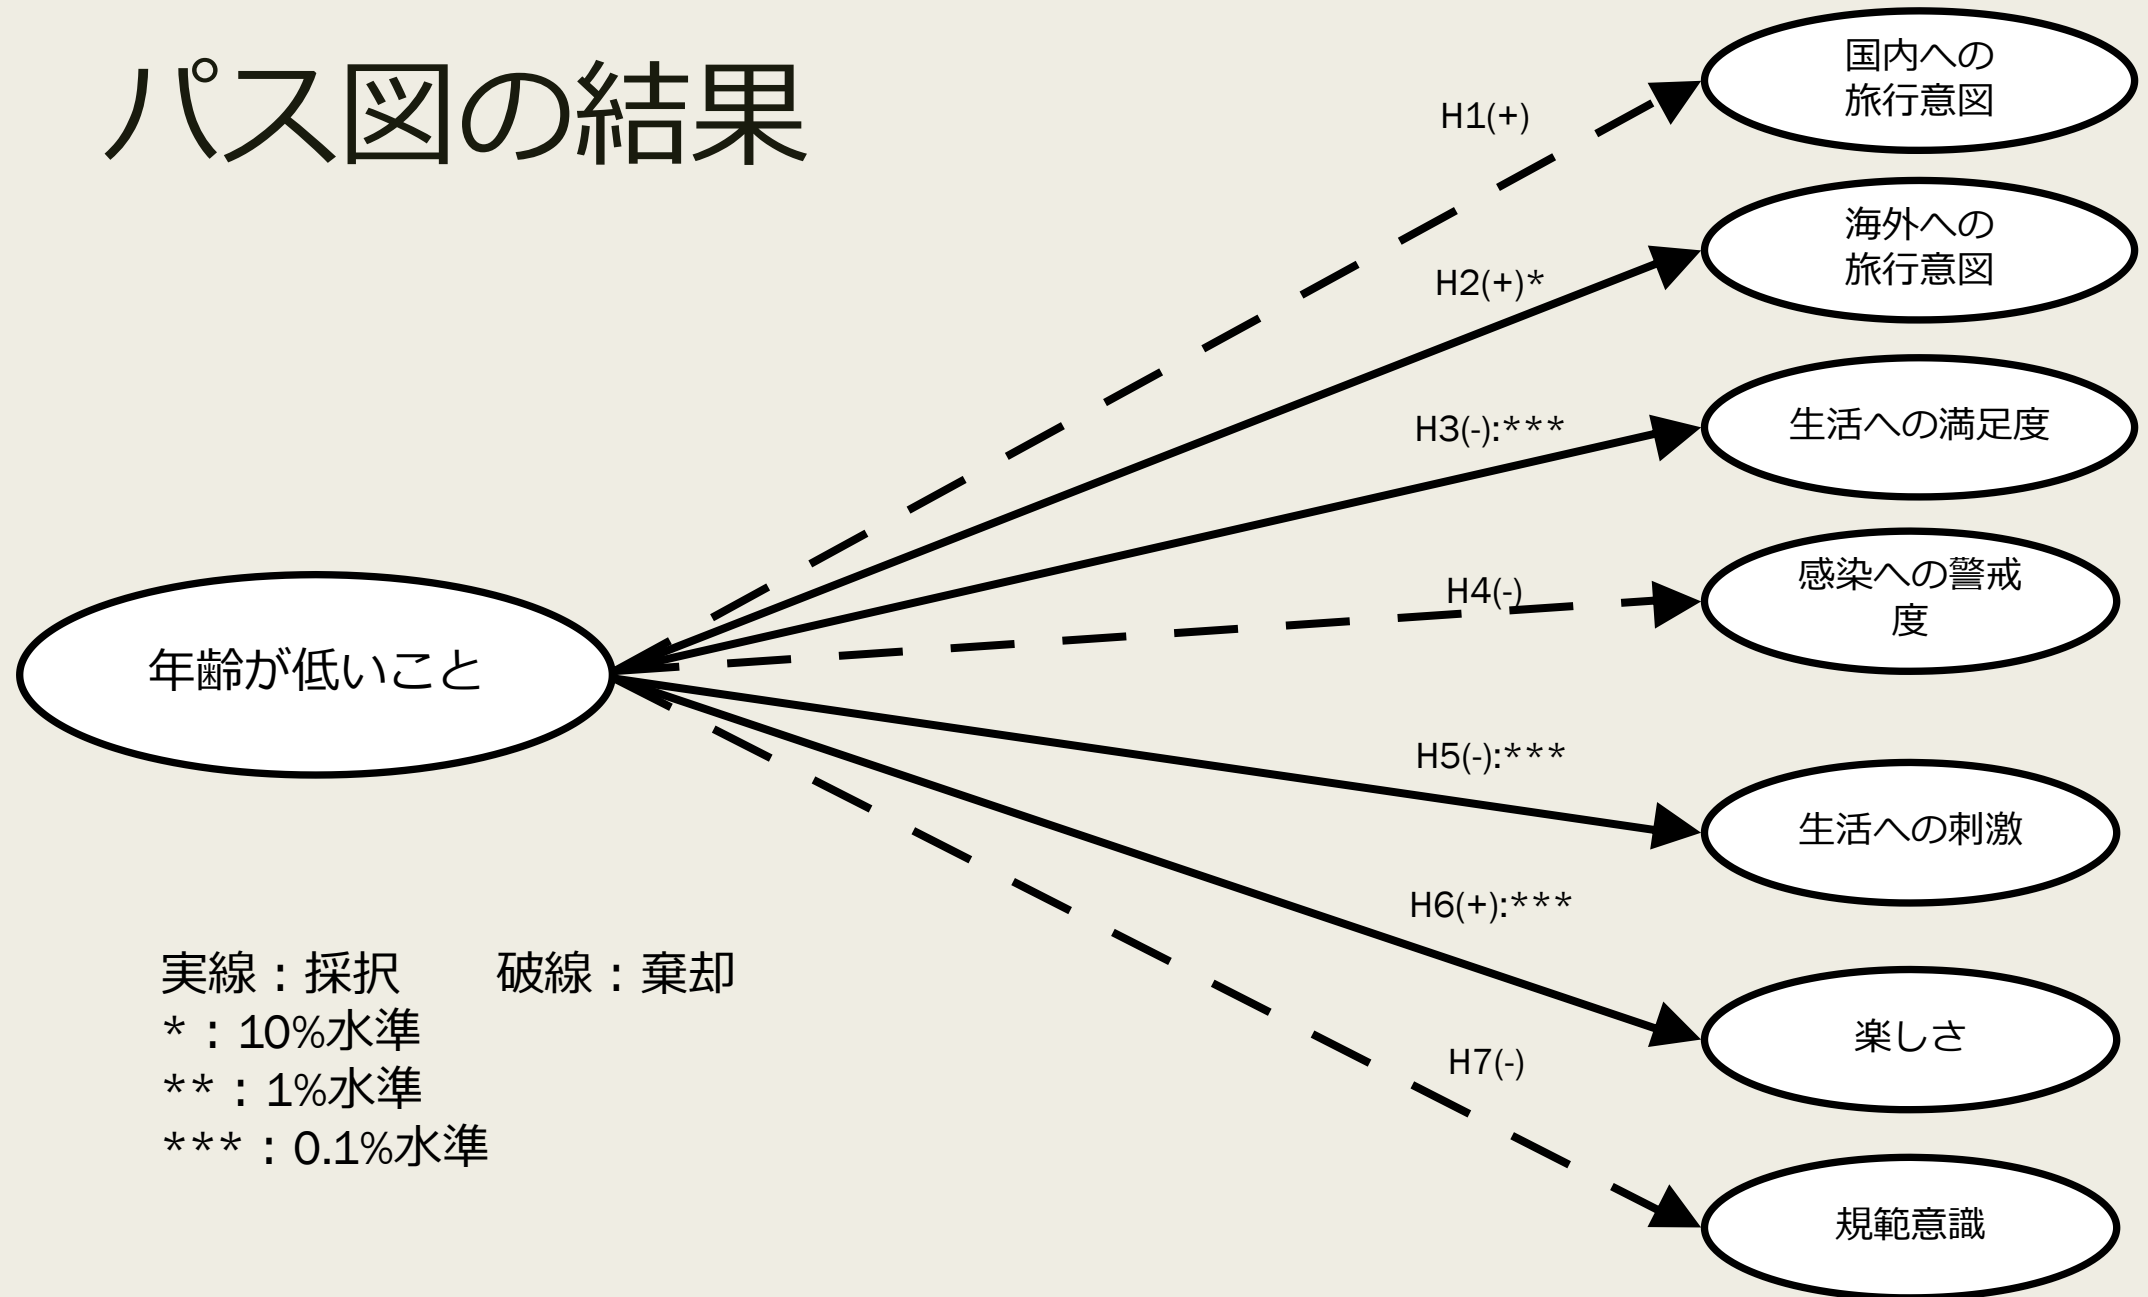 パス図の結果
H1(+)
国内への
旅行意図
H2(+)*
海外への
旅行意図
H3(-):***
生活への満足度
H4(-)
感染への警戒
度
年齢が低いこと
H5(-):***
生活への刺激
H6(+):***
楽しさ
H7(-)
規範意識
実線：採択　　破線：棄却
*：10%水準
**：1%水準
***：0.1%水準